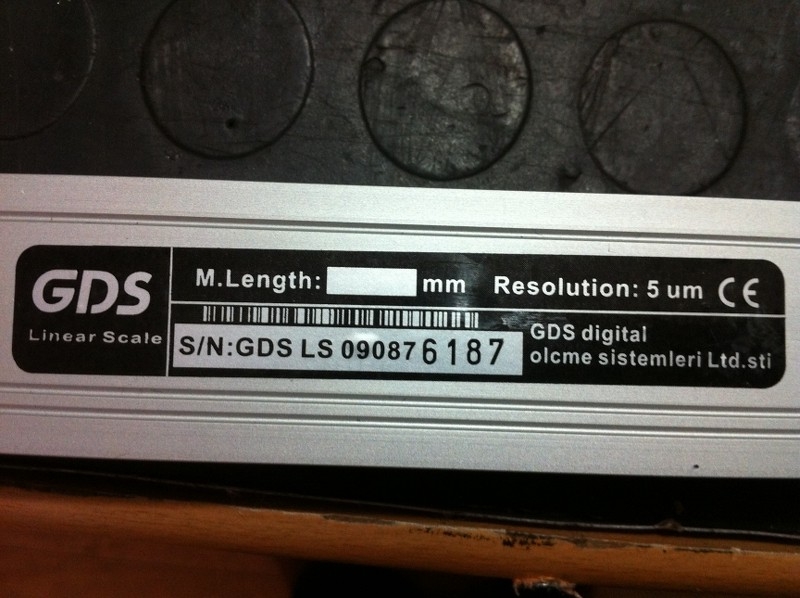 GDS
Linear Scale
M.Length: mm Resolution: 5 um CE
S/N:GDS LS 090876187
GDS digital
olcme sistemleri Ltd.sti